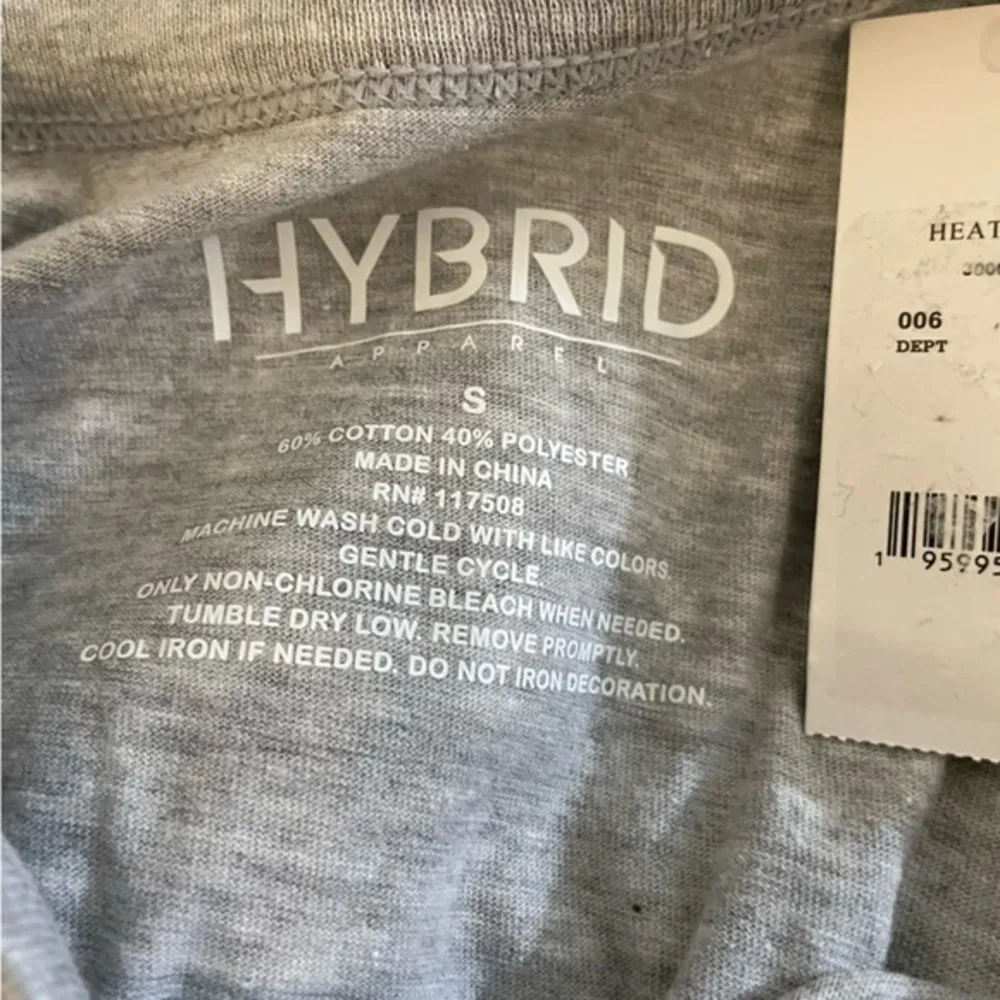 HYBRID
APPAREL
S
60% COTTON 40% POLYESTER
MADE IN CHINA
RN# 117508
MACHINE WASH COLD WITH LIKE COLORS.
GENTLE CYCLE.
ONLY NON-CHLORINE BLEACH WHEN NEEDED.
TUMBLE DRY LOW. REMOVE PROMPTLY.
COOL IRON IF NEEDED. DO NOT IRON DECORATION.
HEAT
006
DEPT
1 95995